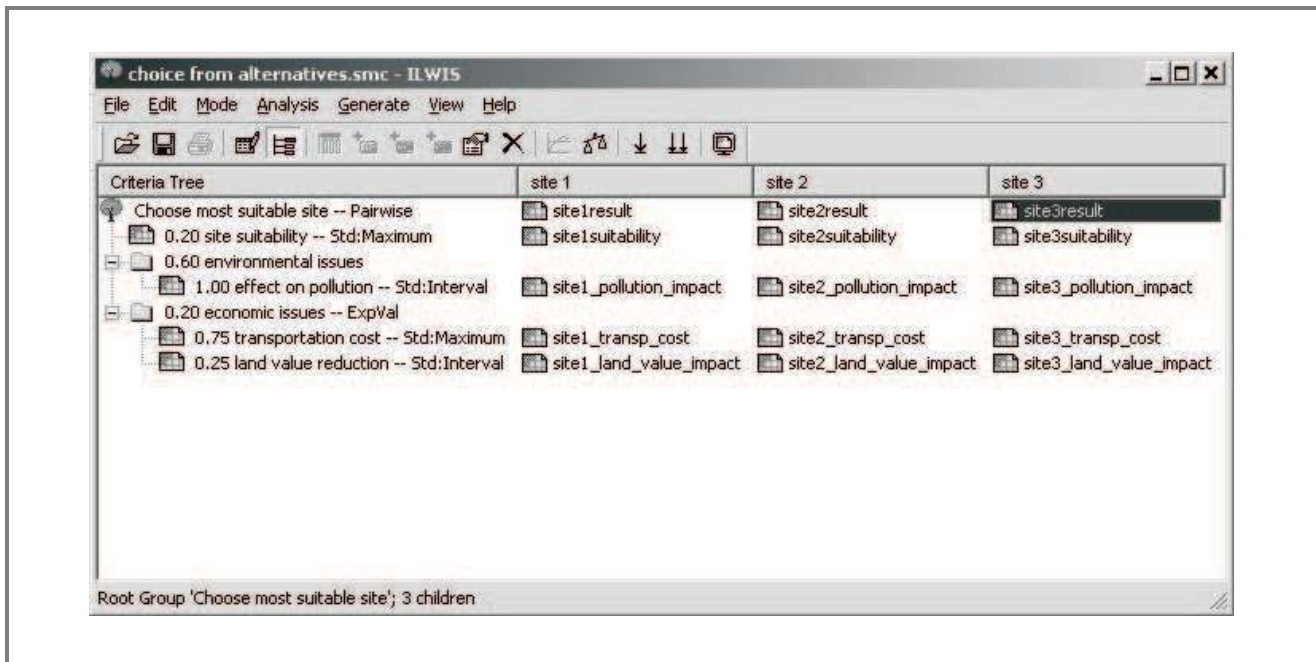 choice from alternatives.smc - ILWIS
File Edit Mode Analysis Generate View Help
Criteria Tree site 1 site 2 site 3
Choose most suitable site -- Pairwise site1result site2result site3result
0.20 site suitability -- Std:Maximum site1suitability site2suitability site3suitability
0.60 environmental issues
1.00 effect on pollution -- Std:Interval site1_pollution_impact site2_pollution_impact site3_pollution_impact
0.20 economic issues -- ExpVal
0.75 transportation cost -- Std:Maximum site1_transp_cost site2_transp_cost site3_transp_cost
0.25 land value reduction -- Std:Interval site1_land_value_impact site2_land_value_impact site3_land_value_impact
Root Group 'Choose most suitable site'; 3 children